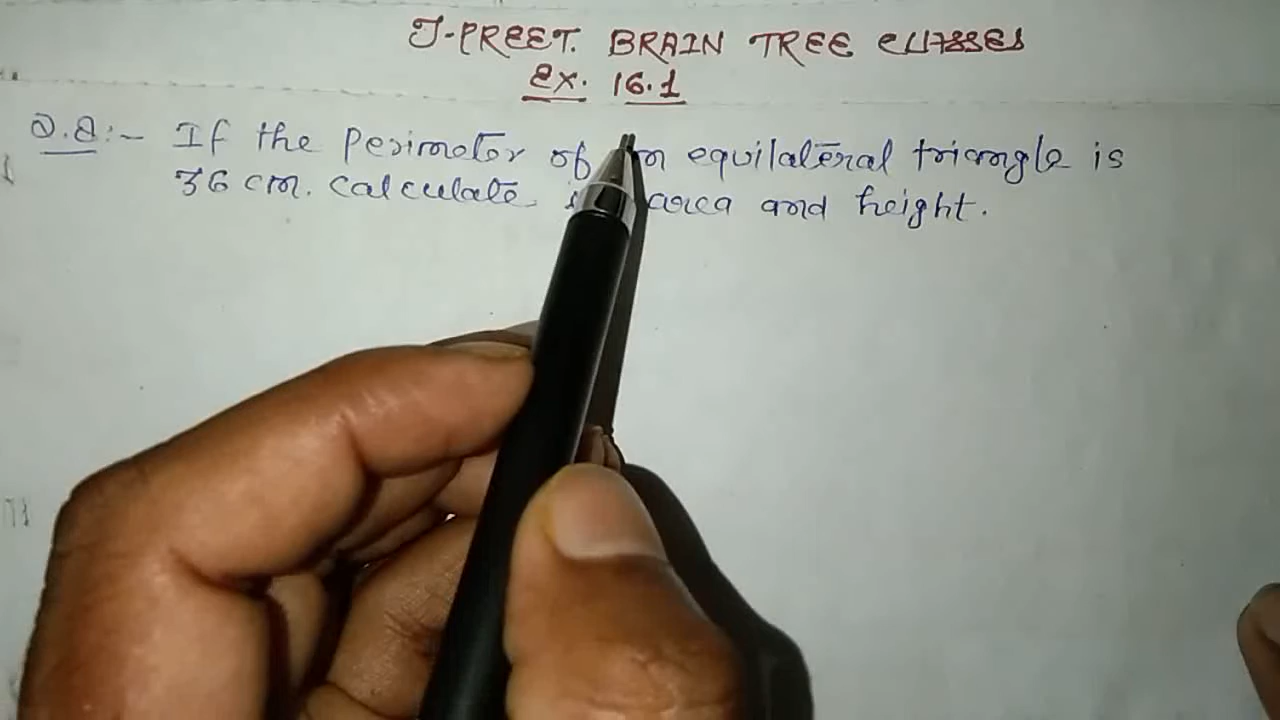 J-PREET. BRAIN TREE CLASSES
Ex. 16.1
Q.8:- If the perimeter of an equilateral triangle is
36 cm. calculate area and height.